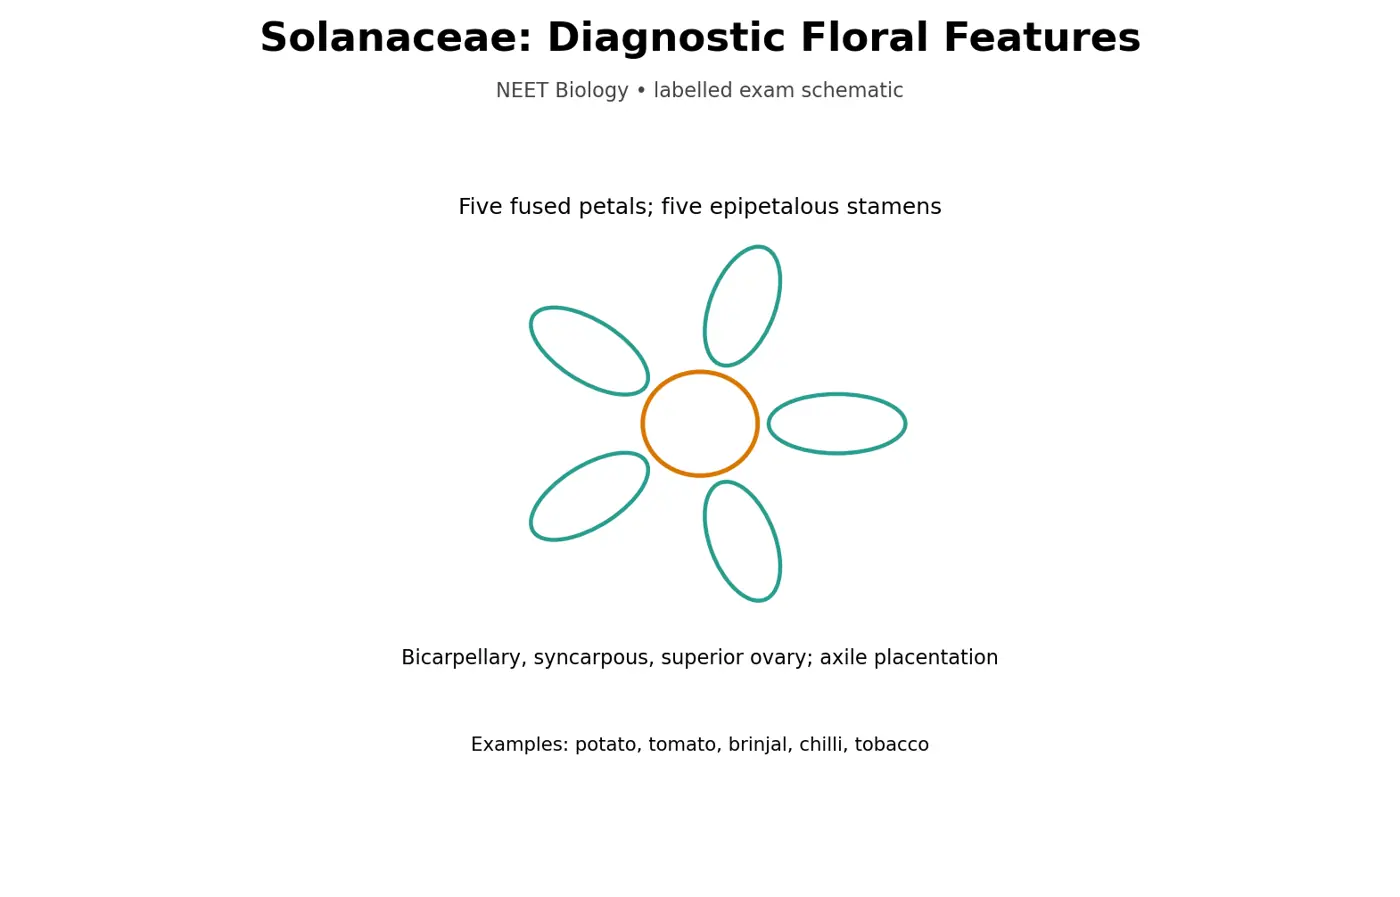 Solanaceae: Diagnostic Floral Features
NEET Biology • labelled exam schematic
Five fused petals; five epipetalous stamens
Bicarpellary, syncarpous, superior ovary; axile placentation
Examples: potato, tomato, brinjal, chilli, tobacco